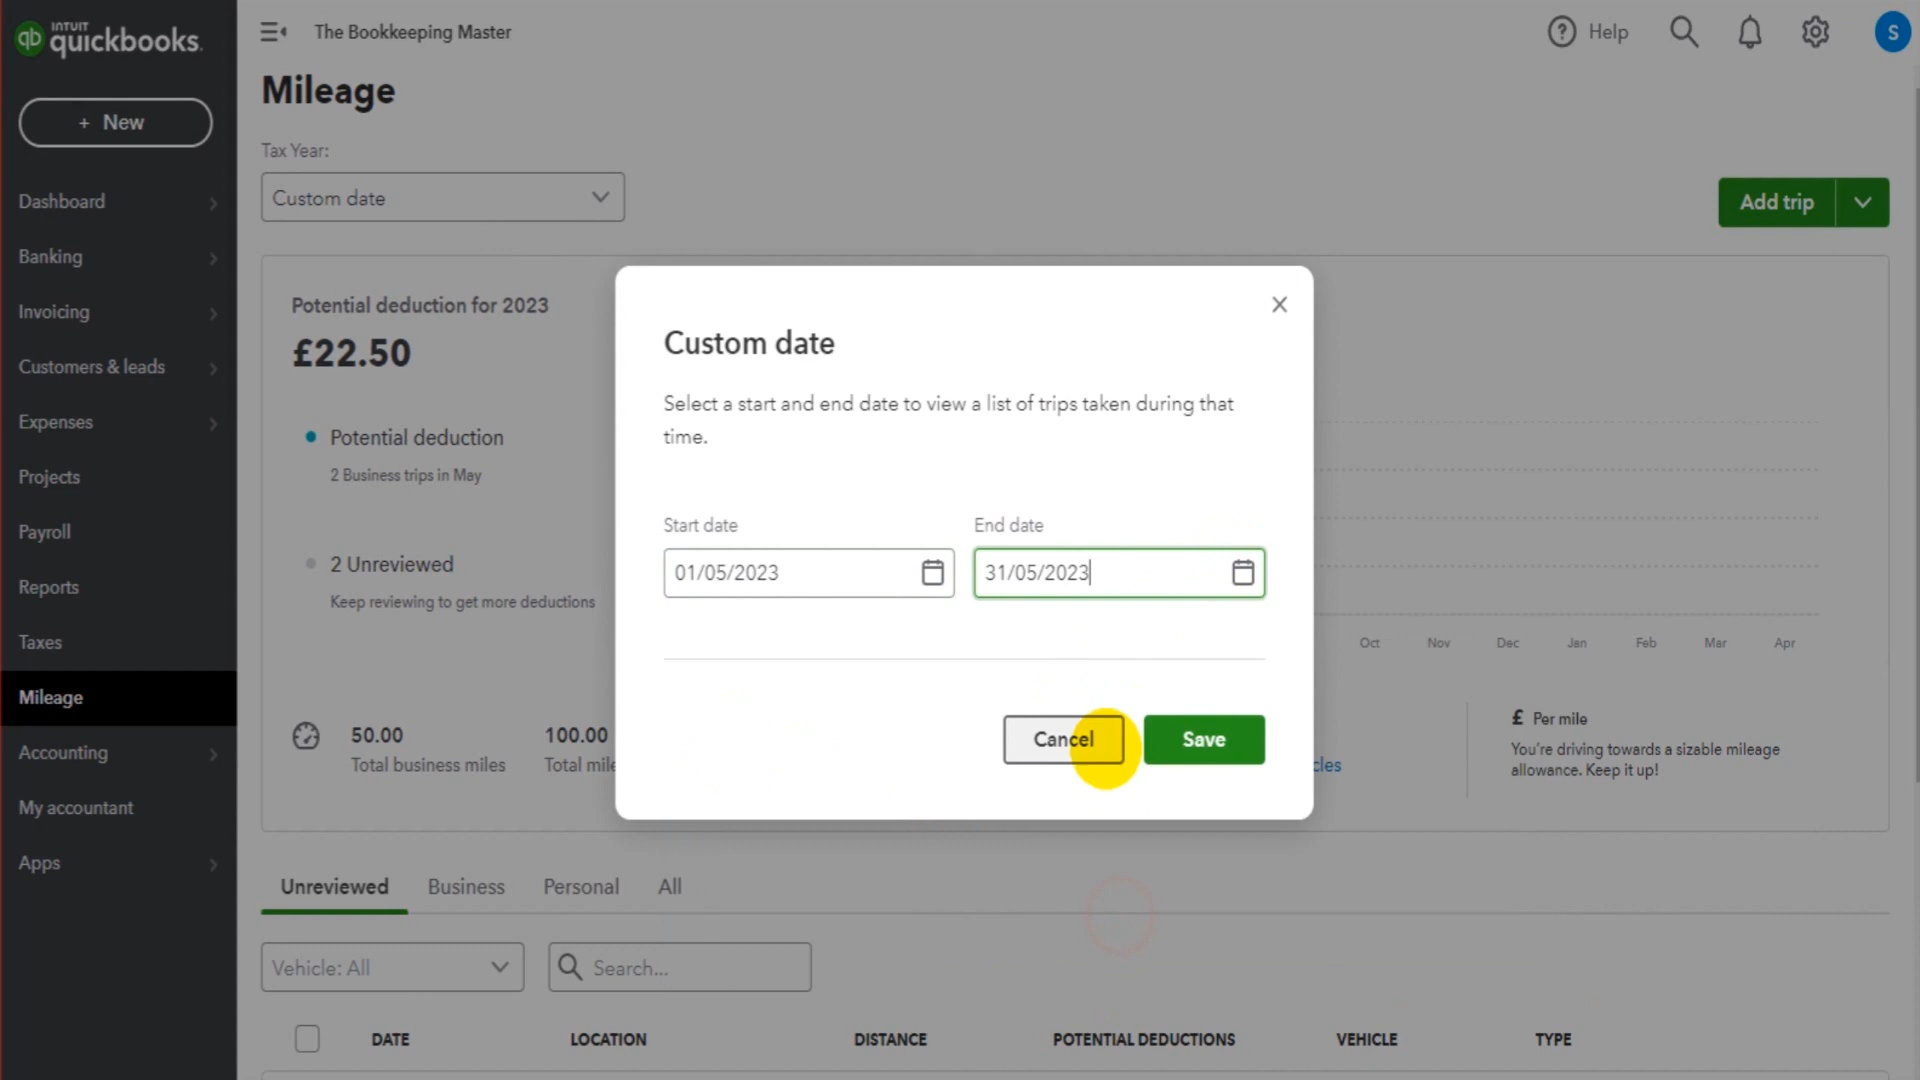 INTUIT
qb quickbooks.
The Bookkeeping Master
Help
S
Mileage
+ New
Tax Year:
Custom date
Add trip
Dashboard
Banking
Invoicing
Customers & leads
Expenses
Projects
Payroll
Reports
Taxes
Mileage
Accounting
My accountant
Apps
Potential deduction for 2023
£22.50
Potential deduction
2 Business trips in May
2 Unreviewed
Keep reviewing to get more deductions
Custom date
Select a start and end date to view a list of trips taken during that
time.
Start date
End date
01/05/2023
31/05/2023
Cancel
Save
Oct Nov Dec Jan Feb Mar Apr
50.00
Total business miles
100.00
Total mile
cles
£ Per mile
You're driving towards a sizable mileage
allowance. Keep it up!
Unreviewed Business Personal All
Vehicle: All
Search...
DATE LOCATION DISTANCE POTENTIAL DEDUCTIONS VEHICLE TYPE